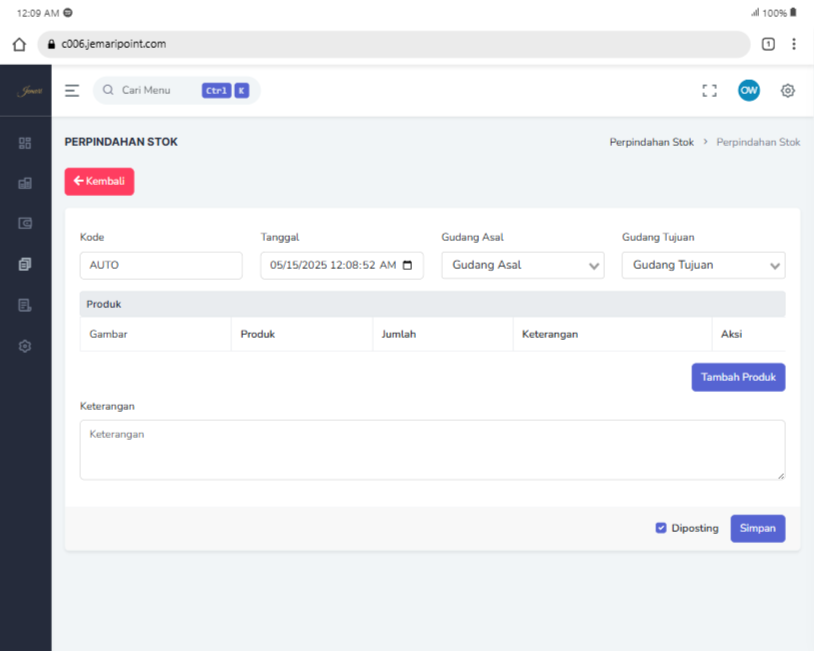 12:09 AM
100%
c006.jemaripoint.com
1
Jemari
Cari Menu Ctrl K
OW
PERPINDAHAN STOK
Perpindahan Stok > Perpindahan Stok
Kembali
Kode Tanggal Gudang Asal Gudang Tujuan
AUTO 05/15/2025 12:08:52 AM Gudang Asal Gudang Tujuan
Produk
Gambar Produk Jumlah Keterangan Aksi
Tambah Produk
Keterangan
Keterangan
Diposting Simpan